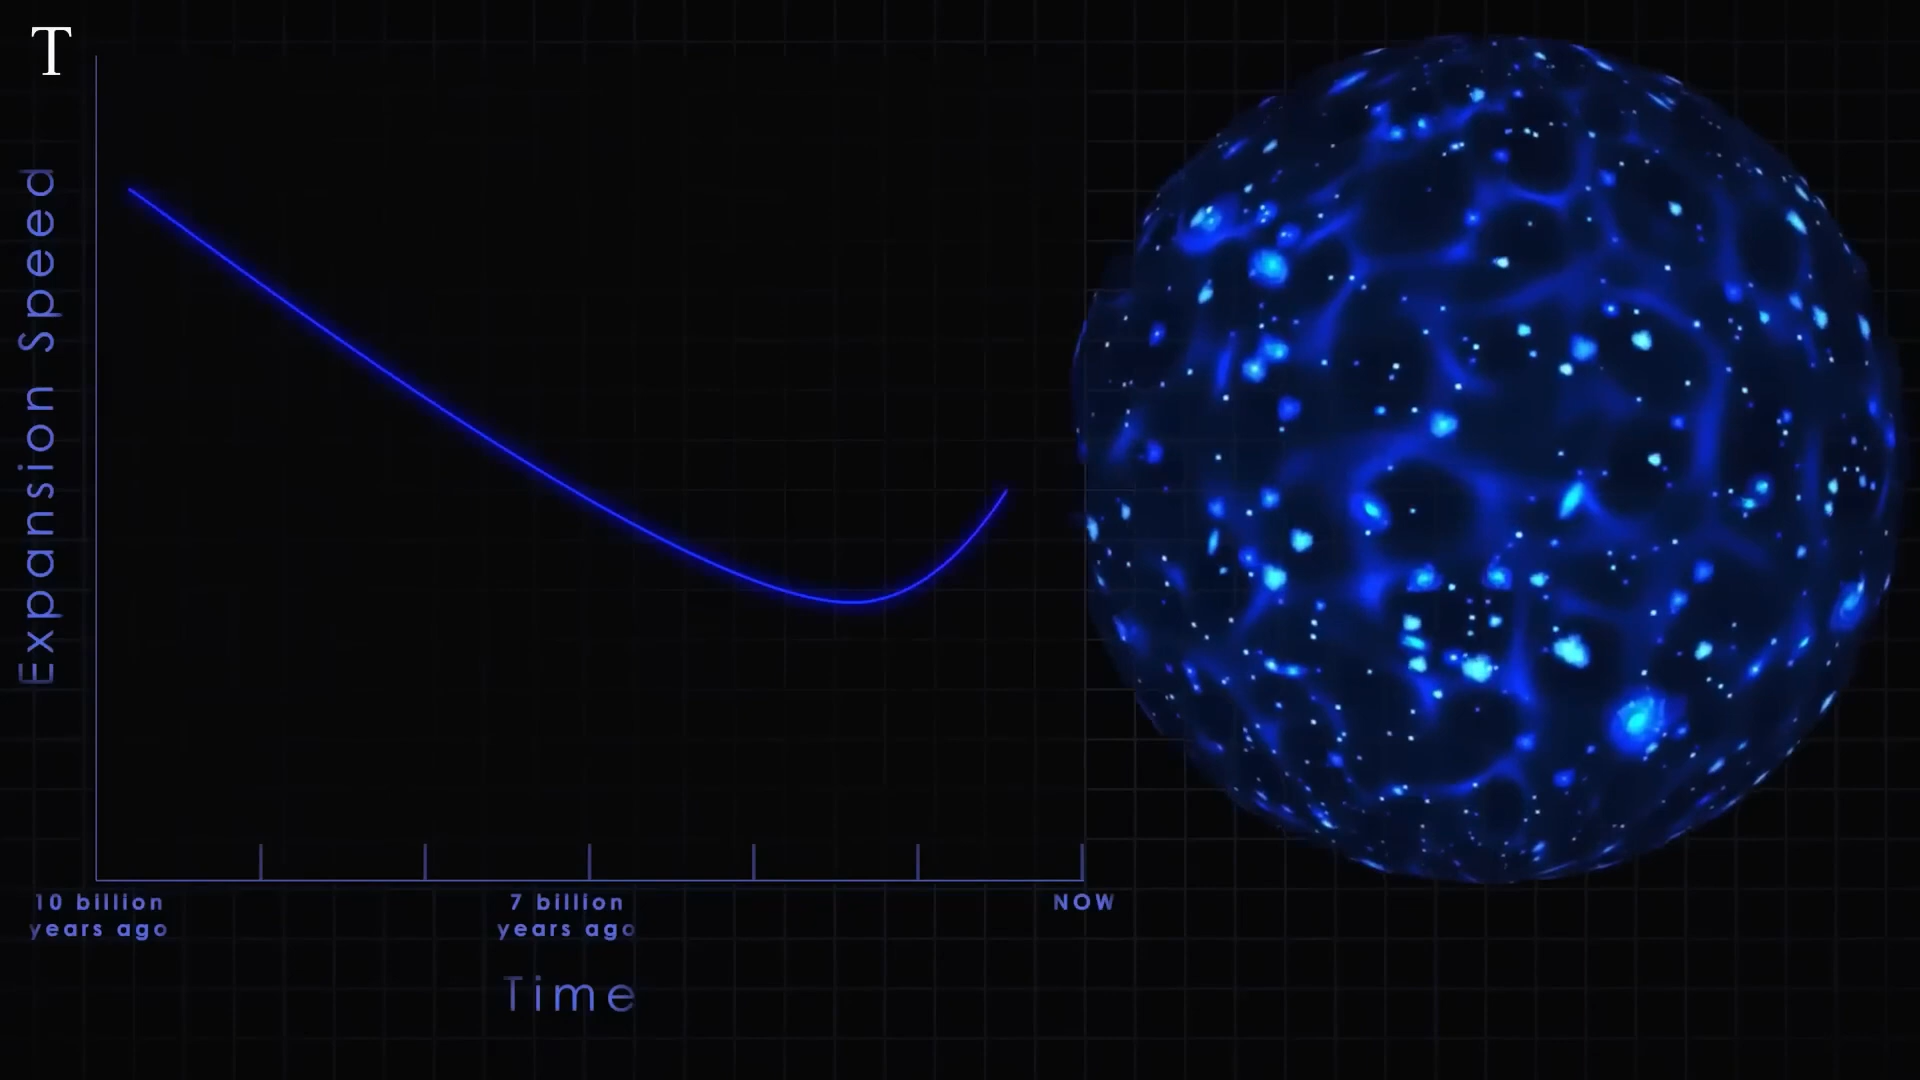 T
Expansion Speed
10 billion
years ago
7 billion
years ago
NOW
Time